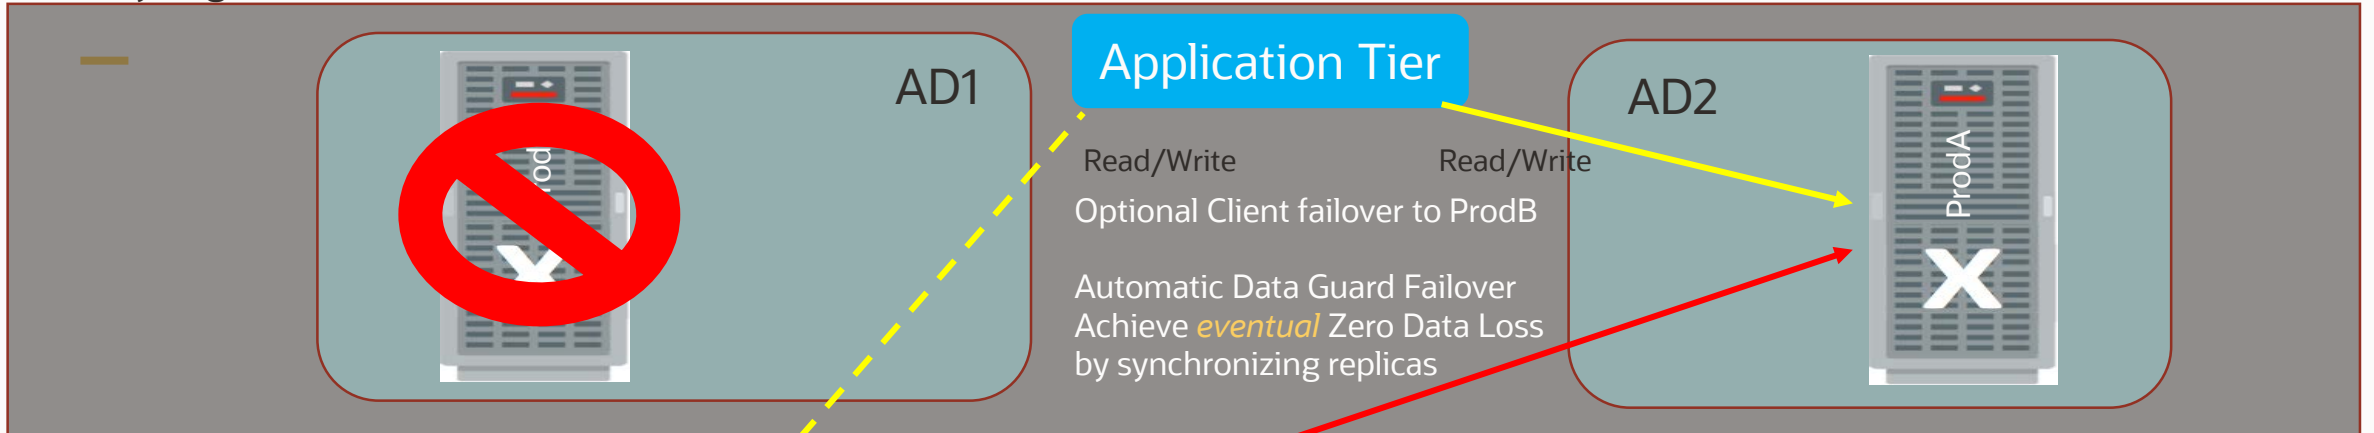 AD1
Application Tier
AD2
Read/Write
Read/Write
Optional Client failover to ProdB
Automatic Data Guard Failover
Achieve eventual Zero Data Loss
by synchronizing replicas
ProdA
X